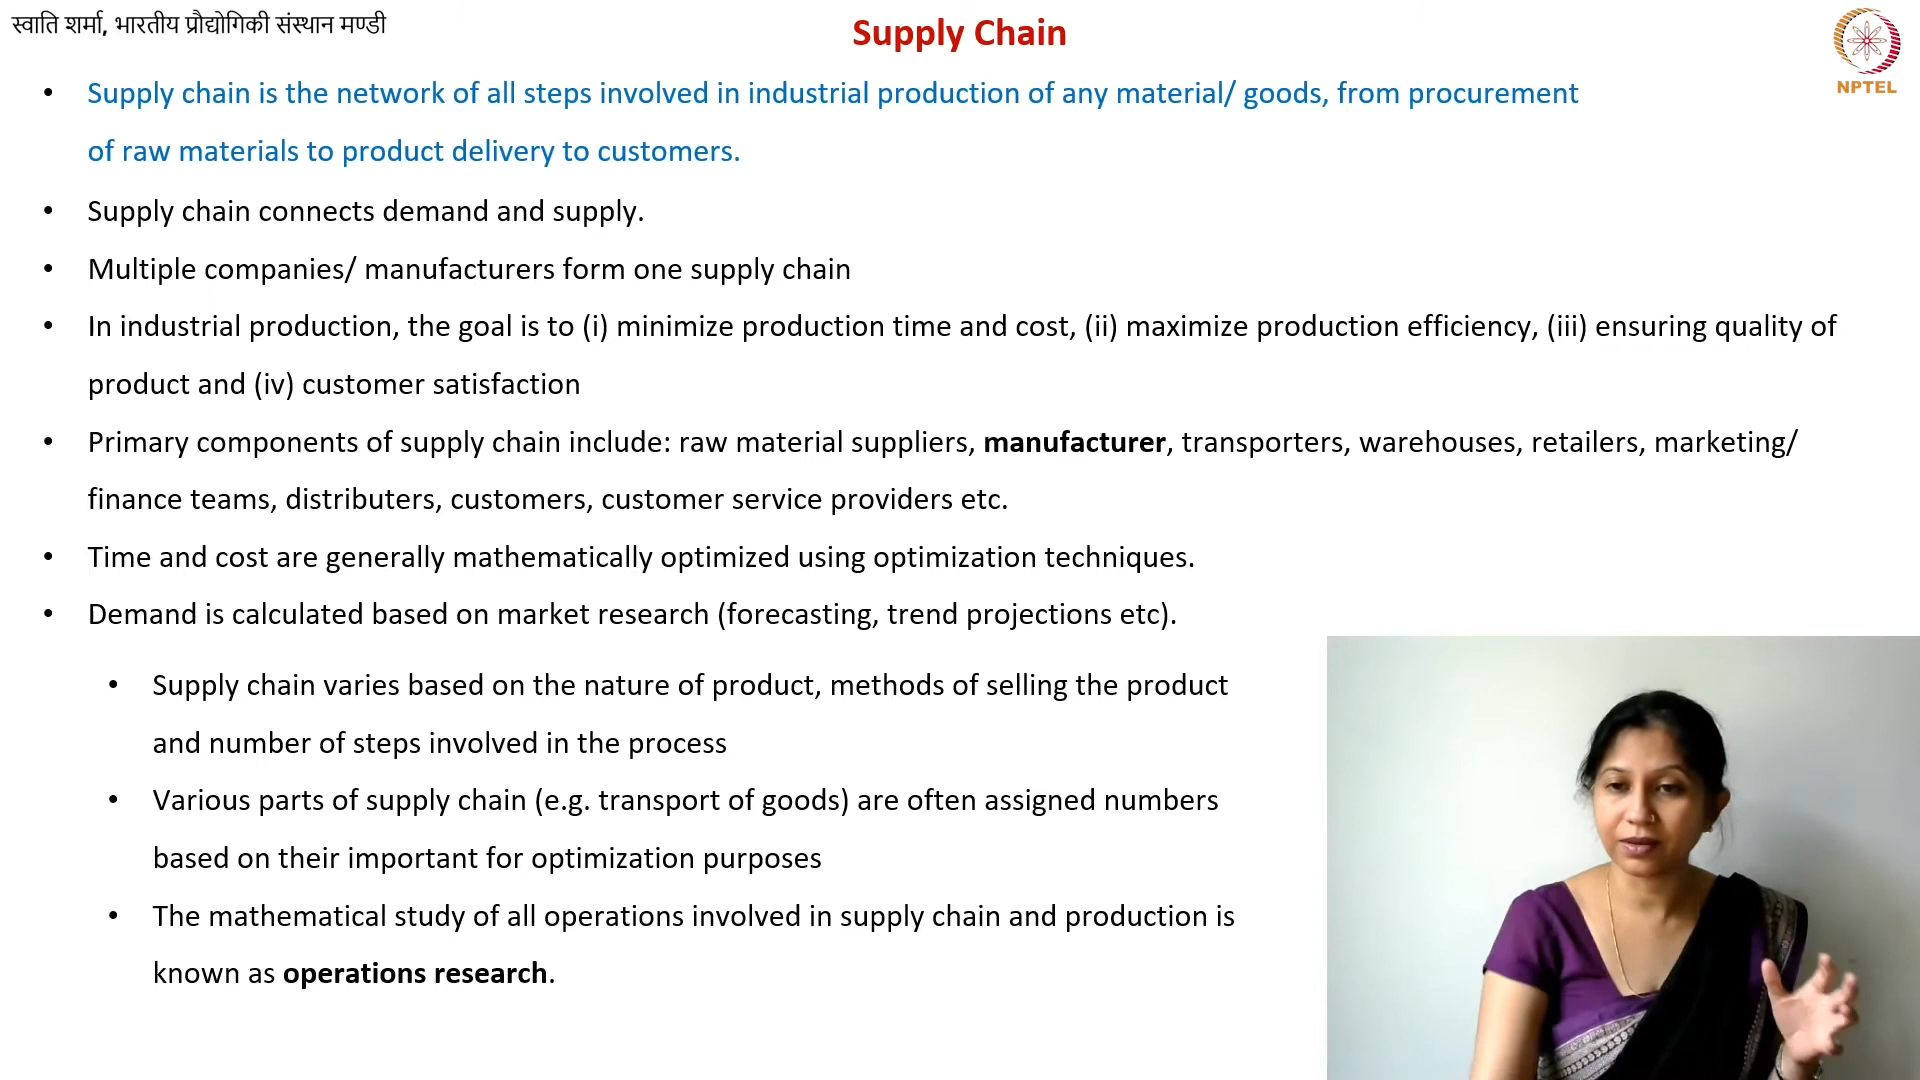 स्वाति शर्मा, भारतीय प्रौद्योगिकी संस्थान मण्डी
Supply Chain
NPTEL
• Supply chain is the network of all steps involved in industrial production of any material/ goods, from procurement
of raw materials to product delivery to customers.
• Supply chain connects demand and supply.
• Multiple companies/ manufacturers form one supply chain
• In industrial production, the goal is to (i) minimize production time and cost, (ii) maximize production efficiency, (iii) ensuring quality of
product and (iv) customer satisfaction
• Primary components of supply chain include: raw material suppliers, manufacturer, transporters, warehouses, retailers, marketing/
finance teams, distributers, customers, customer service providers etc.
• Time and cost are generally mathematically optimized using optimization techniques.
• Demand is calculated based on market research (forecasting, trend projections etc).
• Supply chain varies based on the nature of product, methods of selling the product
and number of steps involved in the process
• Various parts of supply chain (e.g. transport of goods) are often assigned numbers
based on their important for optimization purposes
• The mathematical study of all operations involved in supply chain and production is
known as operations research.